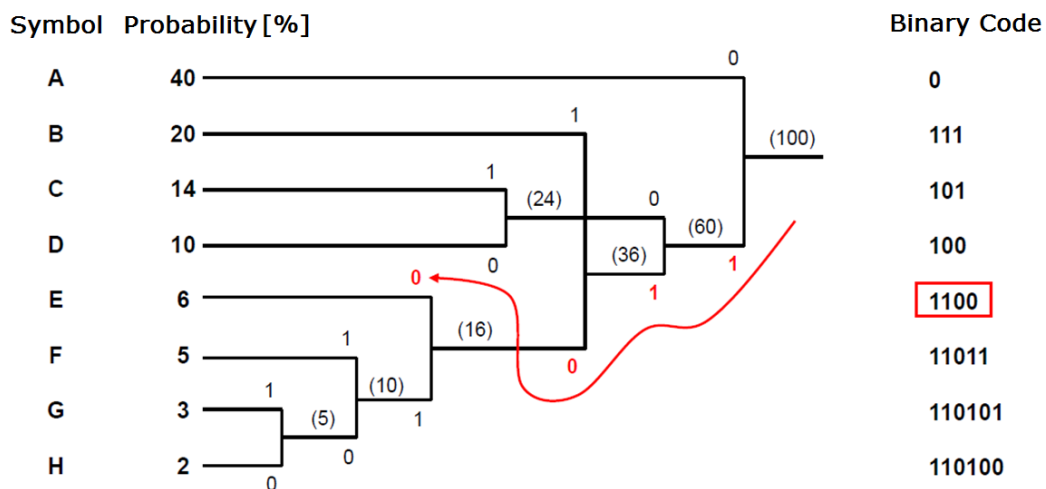 Symbol Probability [%] Binary Code
0
A 40 0
1 (100)
B 20 111
1
C 14 101
(24) 0
(60)
D 10 100
0 (36) 1
0 1
E 6 1100
(16)
1
F 5 11011
0
1 (10)
G 3 (5) 1 110101
0
H 2 110100
0